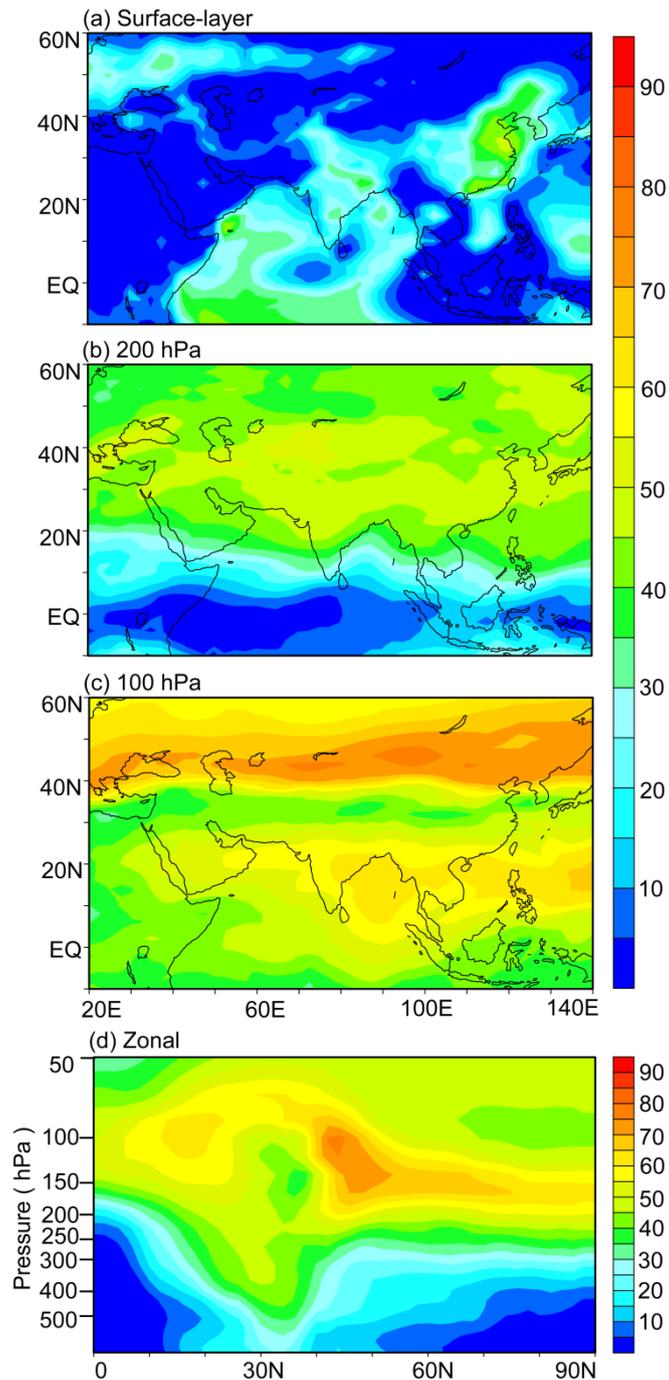 (a) Surface-layer
60N
40N
20N
EQ
90
80
70
60
50
40
30
20
10
(b) 200 hPa
60N
40N
20N
EQ
(c) 100 hPa
60N
40N
20N
EQ
20E 60E 100E 140E
(d) Zonal
50
100
150
200
250
300
400
500
Pressure ( hPa )
0 30N 60N 90N
90
80
70
60
50
40
30
20
10